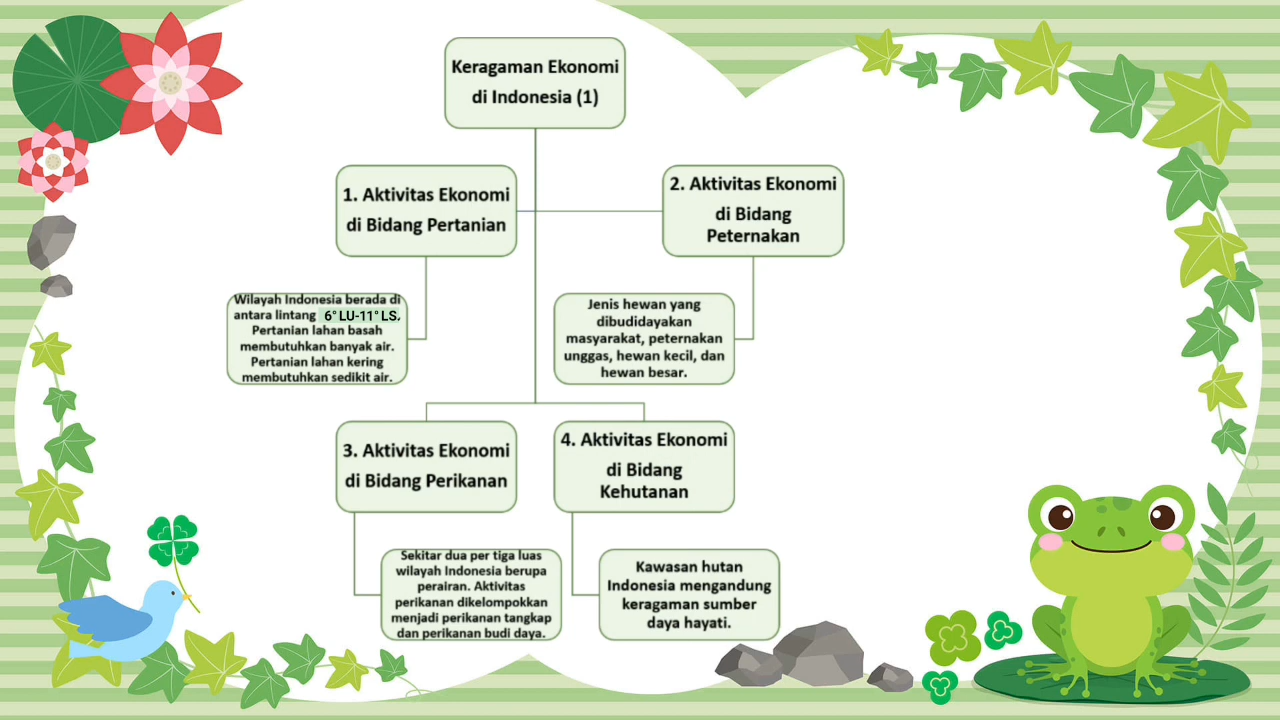 Keragaman Ekonomi
di Indonesia (1)
1. Aktivitas Ekonomi
di Bidang Pertanian
2. Aktivitas Ekonomi
di Bidang
Peternakan
Wilayah Indonesia berada di
antara lintang 6° LU-11° LS.
Pertanian lahan basah
membutuhkan banyak air.
Pertanian lahan kering
membutuhkan sedikit air.
Jenis hewan yang
dibudidayakan
masyarakat, peternakan
unggas, hewan kecil, dan
hewan besar.
3. Aktivitas Ekonomi
di Bidang Perikanan
4. Aktivitas Ekonomi
di Bidang
Kehutanan
Sekitar dua per tiga luas
wilayah Indonesia berupa
perairan. Aktivitas
perikanan dikelompokkan
menjadi perikanan tangkap
dan perikanan budi daya.
Kawasan hutan
Indonesia mengandung
keragaman sumber
daya hayati.